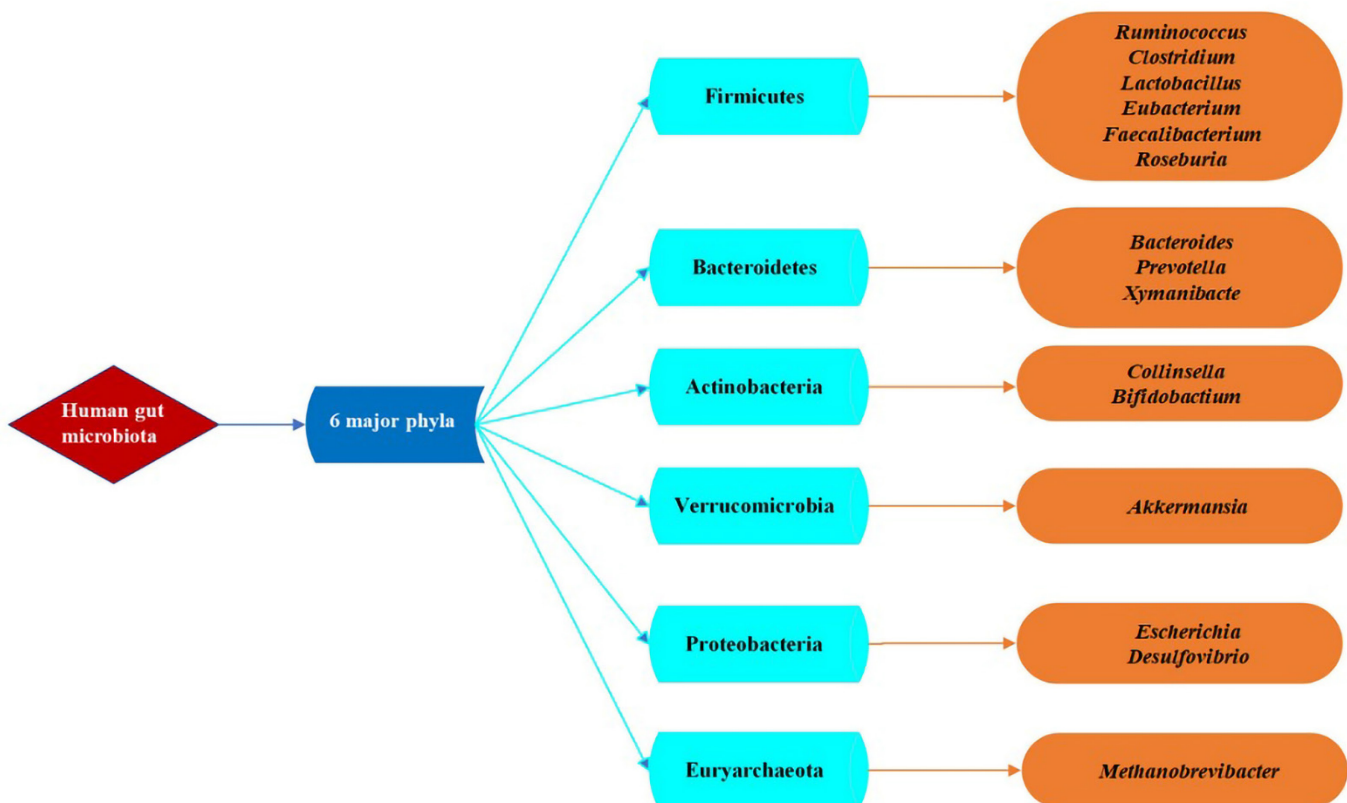 Human gut
microbiota
6 major phyla
Firmicutes
Ruminococcus
Clostridium
Lactobacillus
Eubacterium
Faecalibacterium
Roseburia
Bacteroidetes
Bacteroides
Prevotella
Xymanibacte
Actinobacteria
Collinsella
Bifidobactium
Verrucomicrobia
Akkermansia
Proteobacteria
Escherichia
Desulfovibrio
Euryarchaeota
Methanobrevibacter